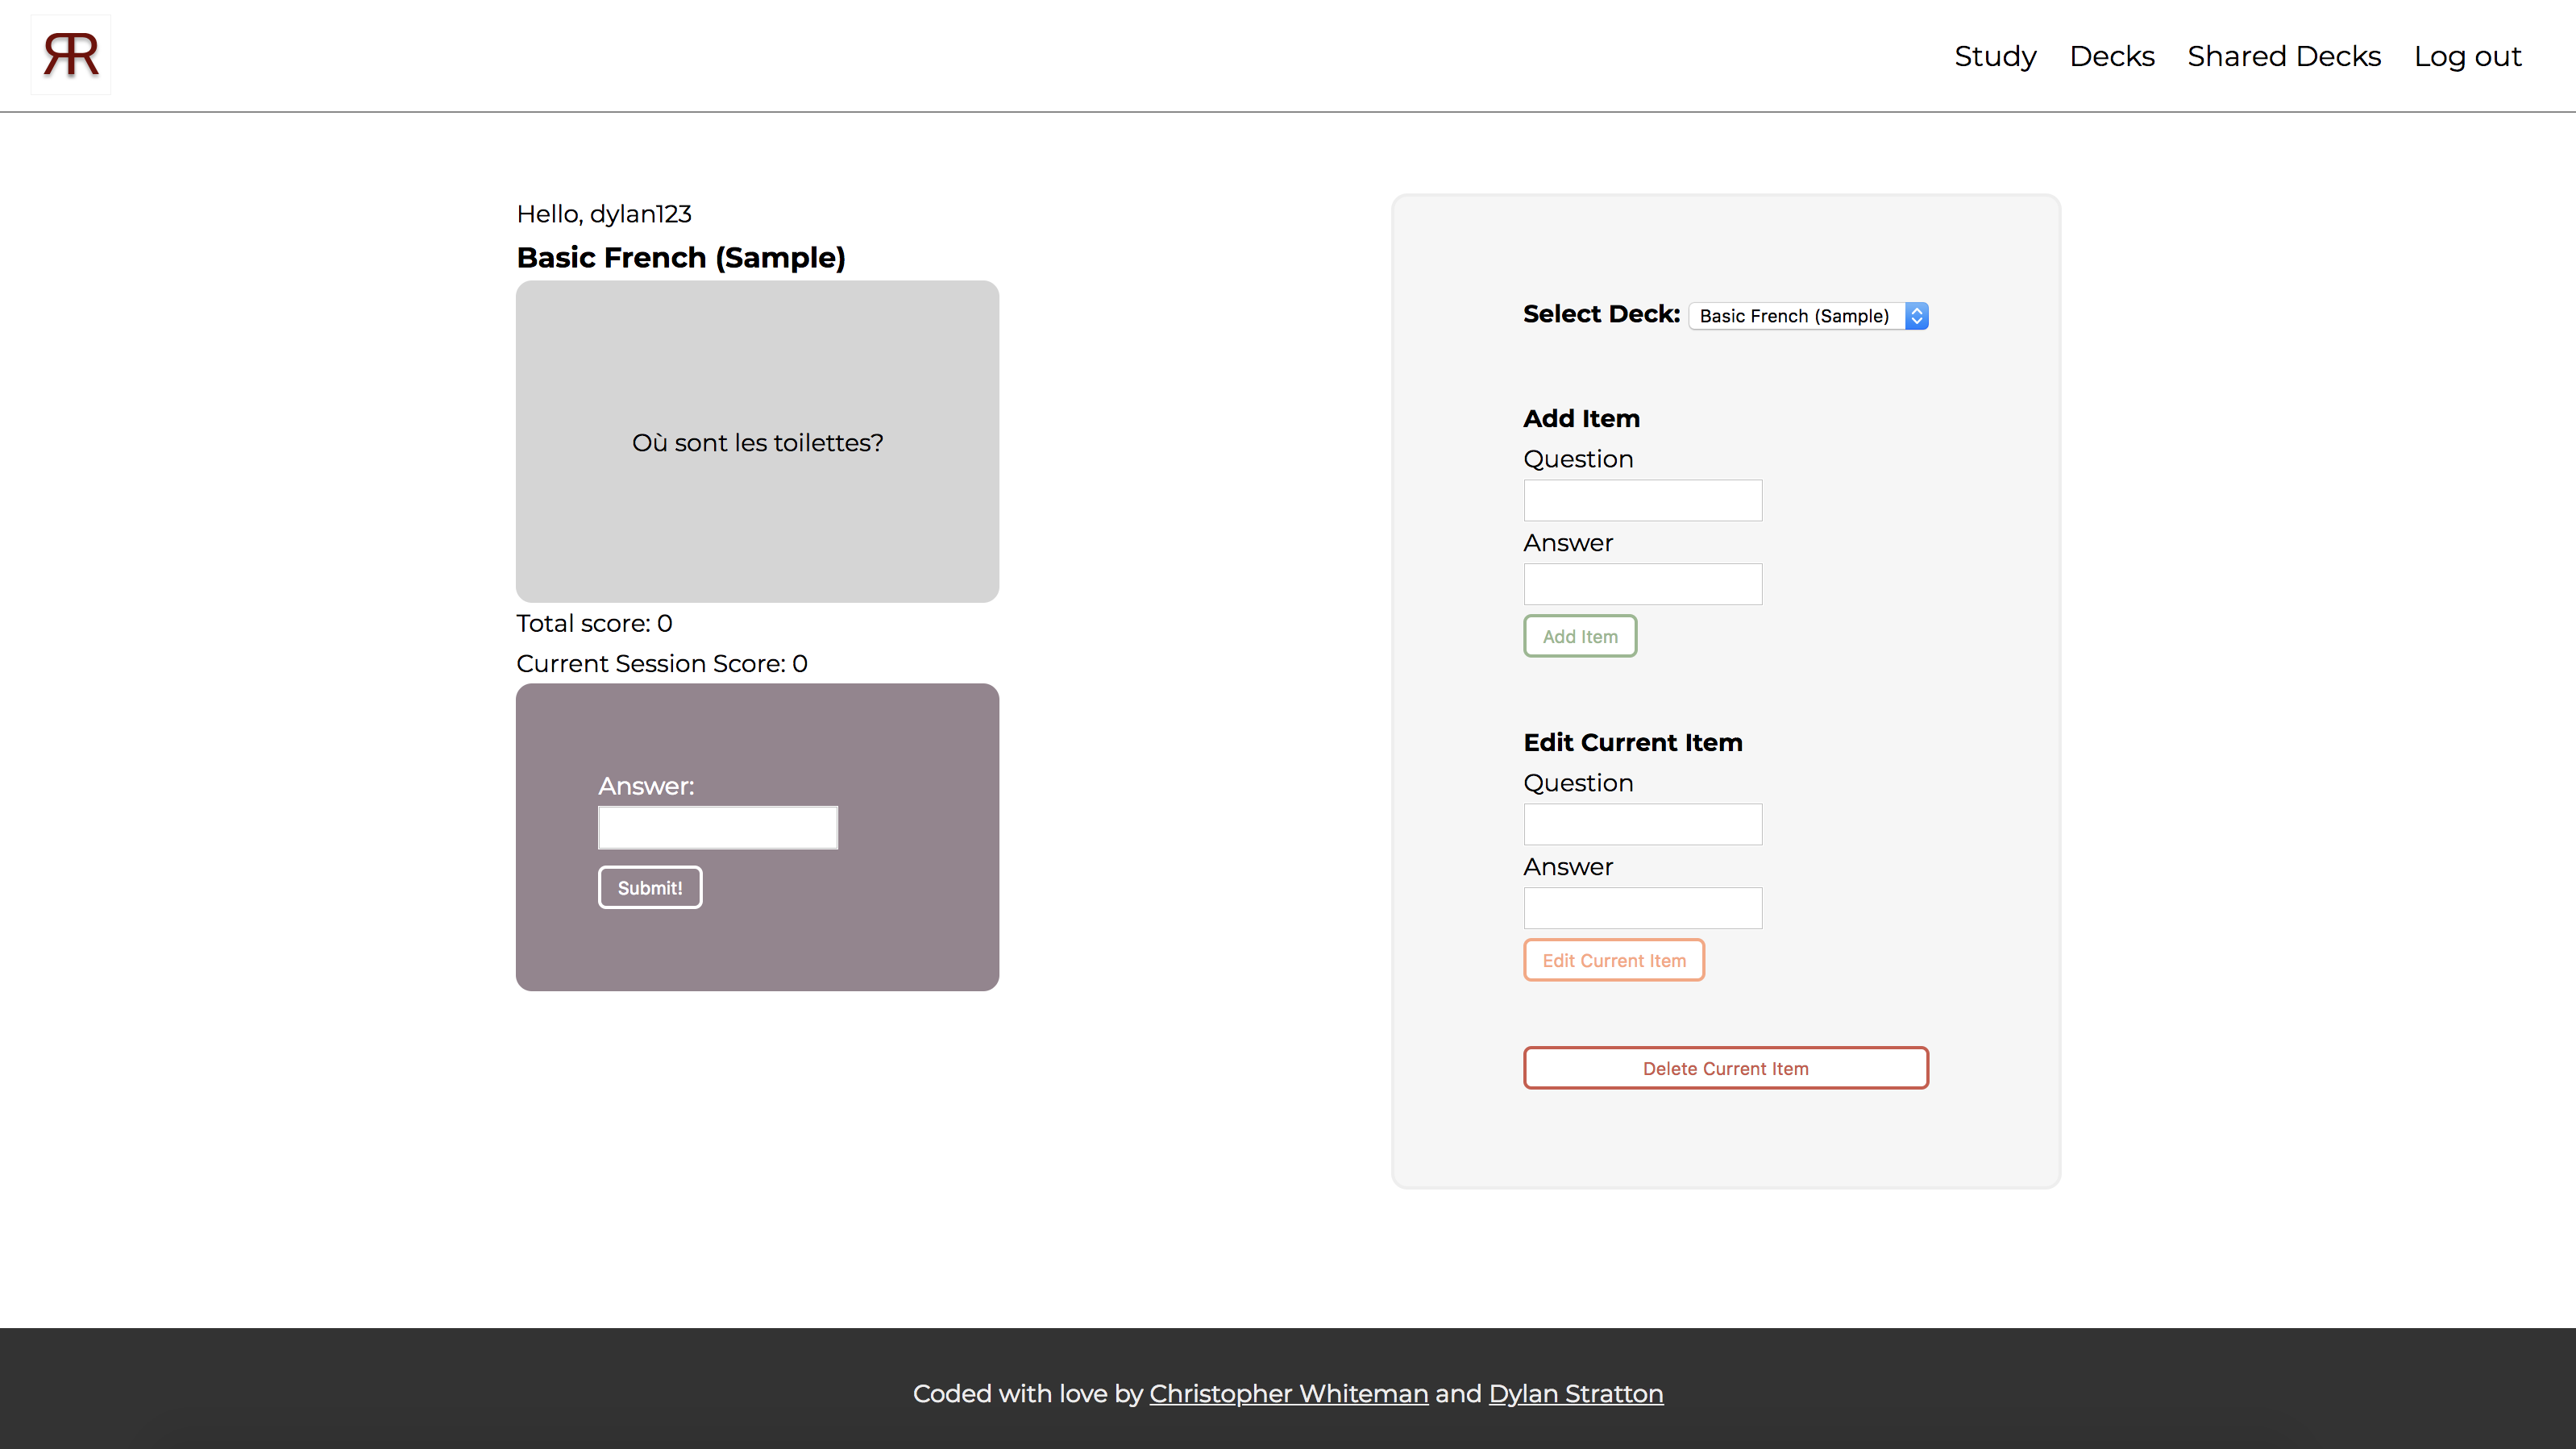 RR
Study Decks Shared Decks Log out
Hello, dylan123
Basic French (Sample)
Où sont les toilettes?
Total score: 0
Current Session Score: 0
Answer:
Submit!
Select Deck: Basic French (Sample)
Add Item
Question
Answer
Add Item
Edit Current Item
Question
Answer
Edit Current Item
Delete Current Item
Coded with love by Christopher Whiteman and Dylan Stratton